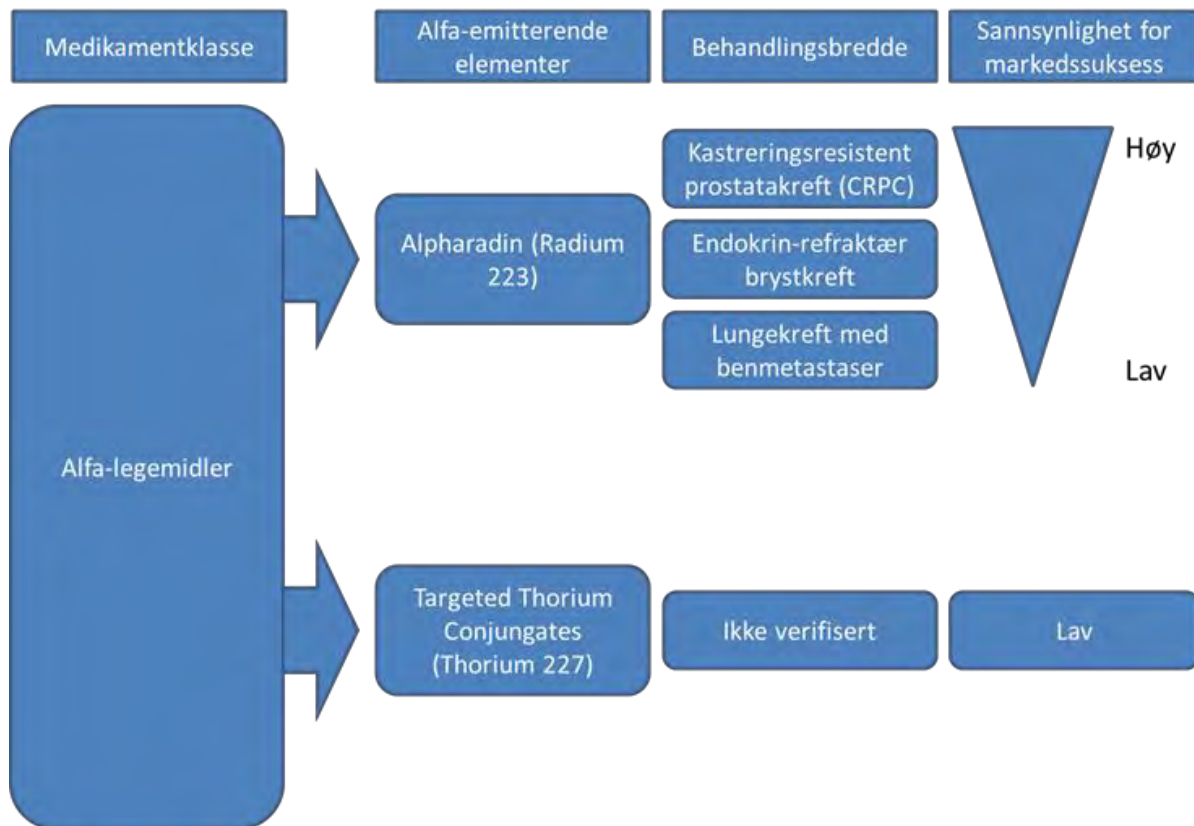 Medikamentklasse
Alfa-emitterende
elementer
Behandlingsbredde
Sannsynlighet for
markedssuksess
Alfa-legemidler
Alpharadin (Radium
223)
Kastreringsresistent
prostatakreft (CRPC)
Endokrin-refraktær
brystkreft
Lungekreft med
benmetastaser
Høy
Lav
Targeted Thorium
Conjungates
(Thorium 227)
Ikke verifisert
Lav